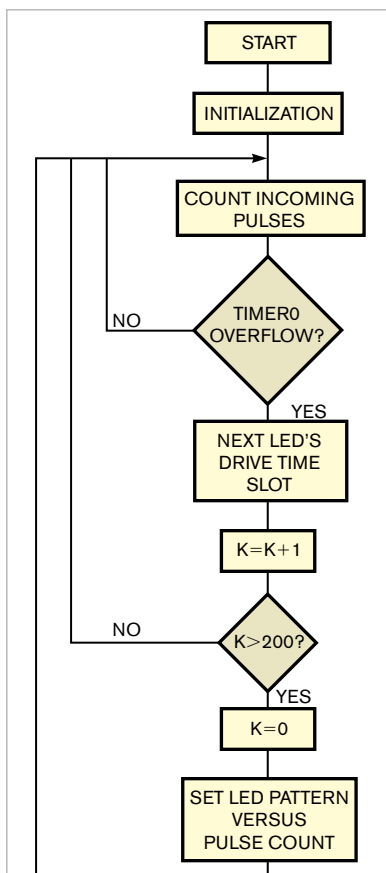 START
INITIALIZATION
COUNT INCOMING
PULSES
TIMER0
OVERFLOW?
NO
YES
NEXT LED'S
DRIVE TIME
SLOT
K=K+1
K>200?
NO
YES
K=0
SET LED PATTERN
VERSUS
PULSE COUNT